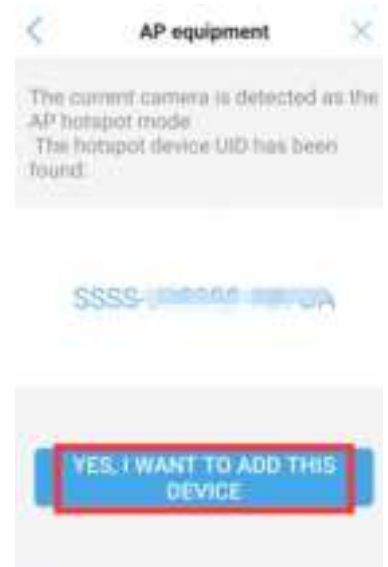 AP equipment
The current camera is detected as the
AP hotspot mode
The hotspot device UID has been
found:
SSSS-
YES, I WANT TO ADD THIS
DEVICE